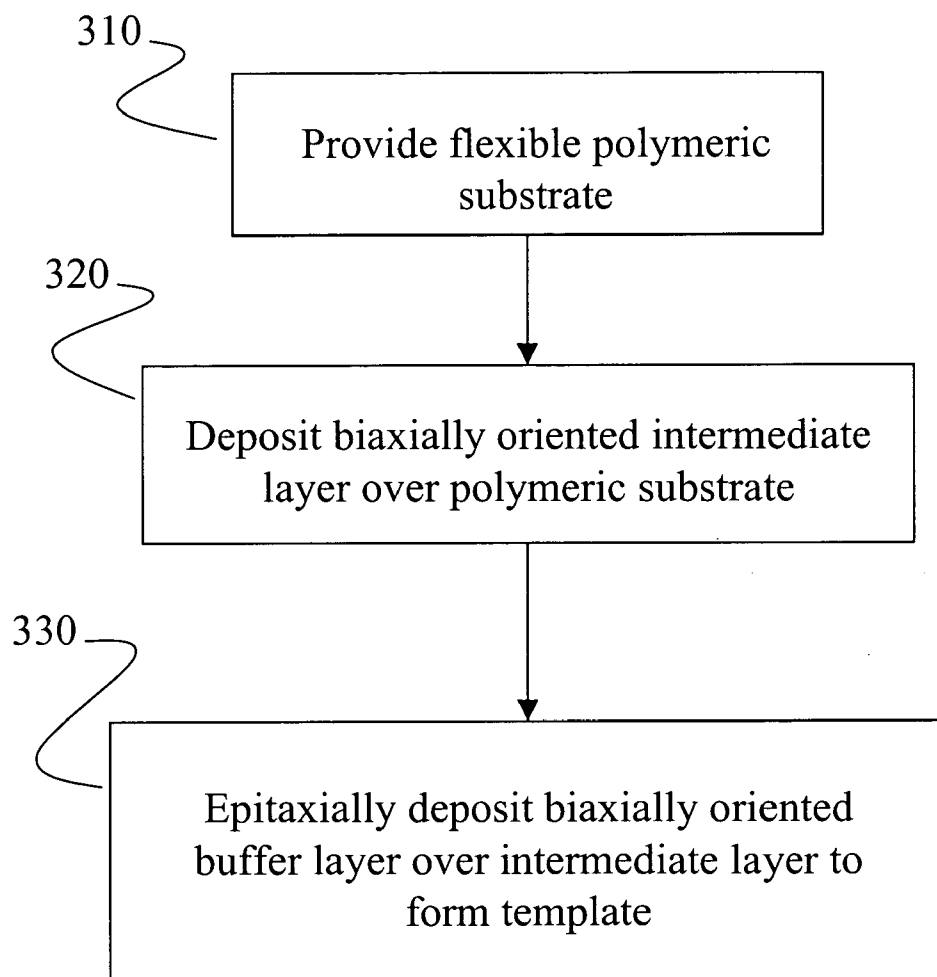 310
Provide flexible polymeric
substrate
320
Deposit biaxially oriented intermediate
layer over polymeric substrate
330
Epitaxially deposit biaxially oriented
buffer layer over intermediate layer to
form template